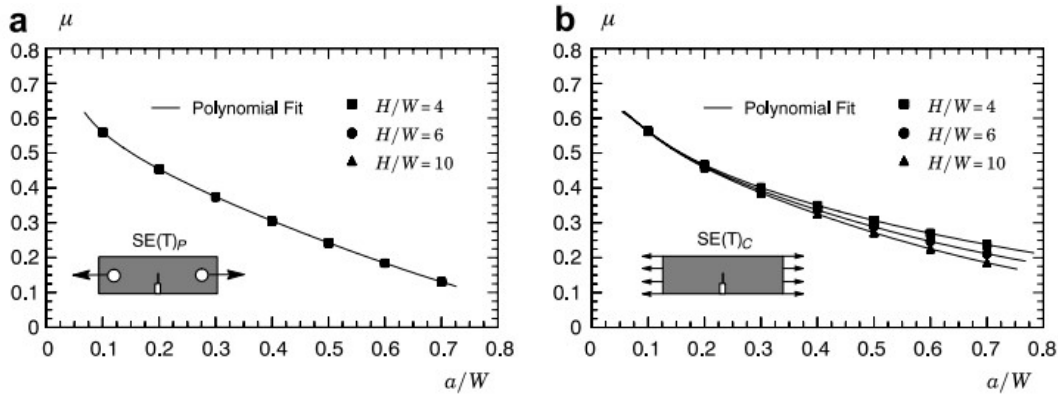 a
μ
0.8
0.7
0.6
0.5
0.4
0.3
0.2
0.1
0
Polynomial Fit
H/W = 4
H/W = 6
H/W = 10
SE(T)P
0 0.1 0.2 0.3 0.4 0.5 0.6 0.7 0.8
a/W
b
μ
0.8
0.7
0.6
0.5
0.4
0.3
0.2
0.1
0
Polynomial Fit
H/W = 4
H/W = 6
H/W = 10
SE(T)C
0 0.1 0.2 0.3 0.4 0.5 0.6 0.7 0.8
a/W